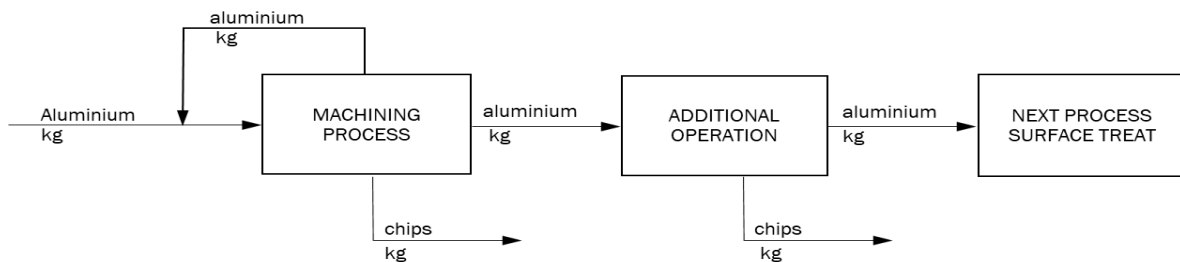 aluminium
kg
Aluminium
kg
MACHINING
PROCESS
aluminium
kg
ADDITIONAL
OPERATION
aluminium
kg
NEXT PROCESS
SURFACE TREAT
chips
kg
chips
kg